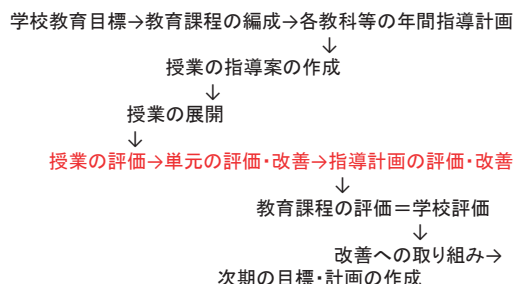 学校教育目標→教育課程の編成→各教科等の年間指導計画
↓
授業の指導案の作成
↓
授業の展開
↓
授業の評価→単元の評価・改善→指導計画の評価・改善
↓
教育課程の評価＝学校評価
↓
改善への取り組み→
次期の目標・計画の作成